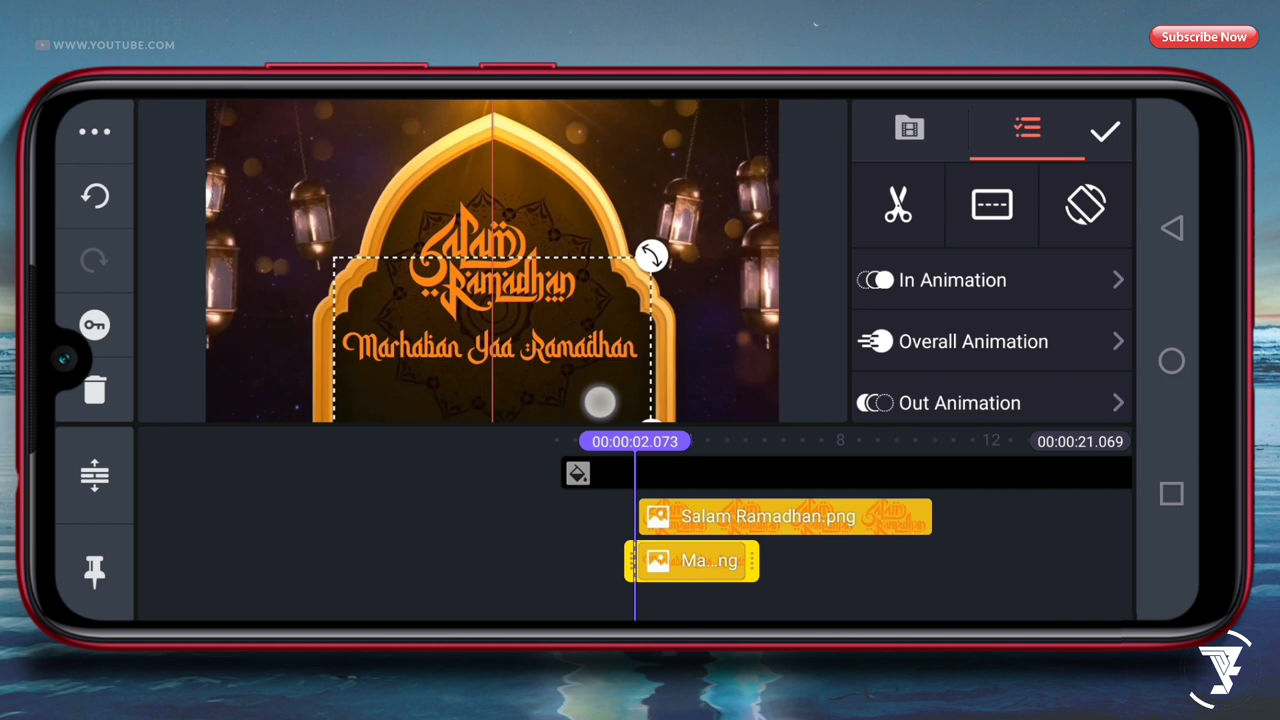 WWW.YOUTUBE.COM
Subscribe Now
Salam
Ramadhan
Marhaban Yaa Ramadhan
In Animation
Overall Animation
Out Animation
00:00:02.073
8
12
00:00:21.069
Salam Ramadhan.png
Ma...ng